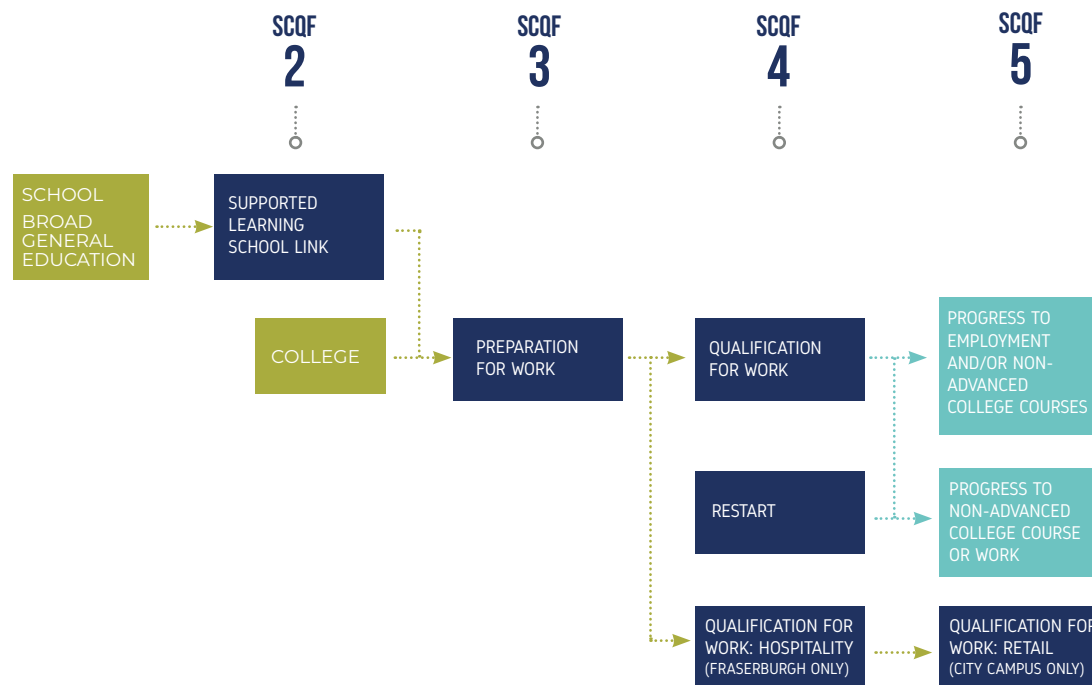 SCQF
2
SCQF
3
SCQF
4
SCQF
5
SCHOOL
BROAD
GENERAL
EDUCATION
SUPPORTED
LEARNING
SCHOOL LINK
COLLEGE
PREPARATION
FOR WORK
QUALIFICATION
FOR WORK
PROGRESS TO
EMPLOYMENT
AND/OR NON-
ADVANCED
COLLEGE COURSES
RESTART
PROGRESS TO
NON-ADVANCED
COLLEGE COURSE
OR WORK
QUALIFICATION FOR
WORK: HOSPITALITY
(FRASERBURGH ONLY)
QUALIFICATION FOR
WORK: RETAIL
(CITY CAMPUS ONLY)